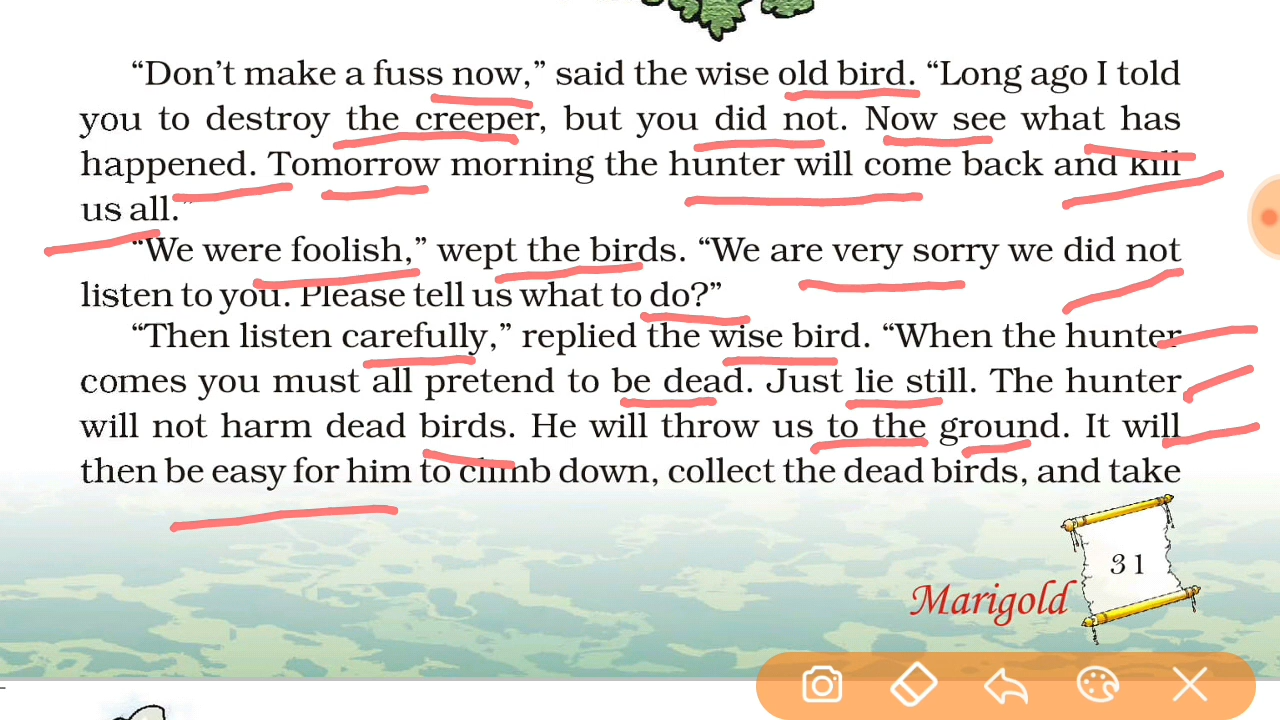 “Don’t make a fuss now,” said the wise old bird. “Long ago I told
you to destroy the creeper, but you did not. Now see what has
happened. Tomorrow morning the hunter will come back and kill
us all.”
“We were foolish,” wept the birds. “We are very sorry we did not
listen to you. Please tell us what to do?”
“Then listen carefully,” replied the wise bird. “When the hunter
comes you must all pretend to be dead. Just lie still. The hunter
will not harm dead birds. He will throw us to the ground. It will
then be easy for him to climb down, collect the dead birds, and take
31
Marigold